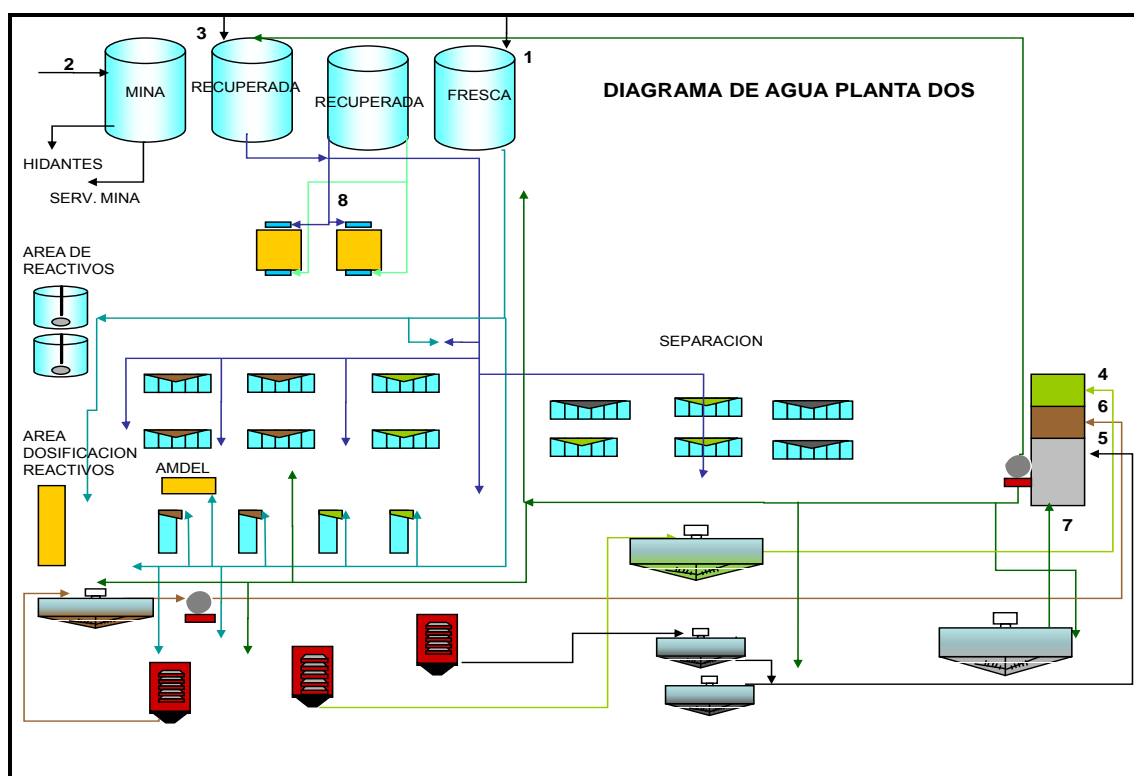 3
1
2
MINA
RECUPERADA
RECUPERADA
FRESCA
DIAGRAMA DE AGUA PLANTA DOS
HIDANTES
SERV. MINA
8
AREA DE
REACTIVOS
SEPARACION
4
6
5
AREA
DOSIFICACION
REACTIVOS
AMDEL
7